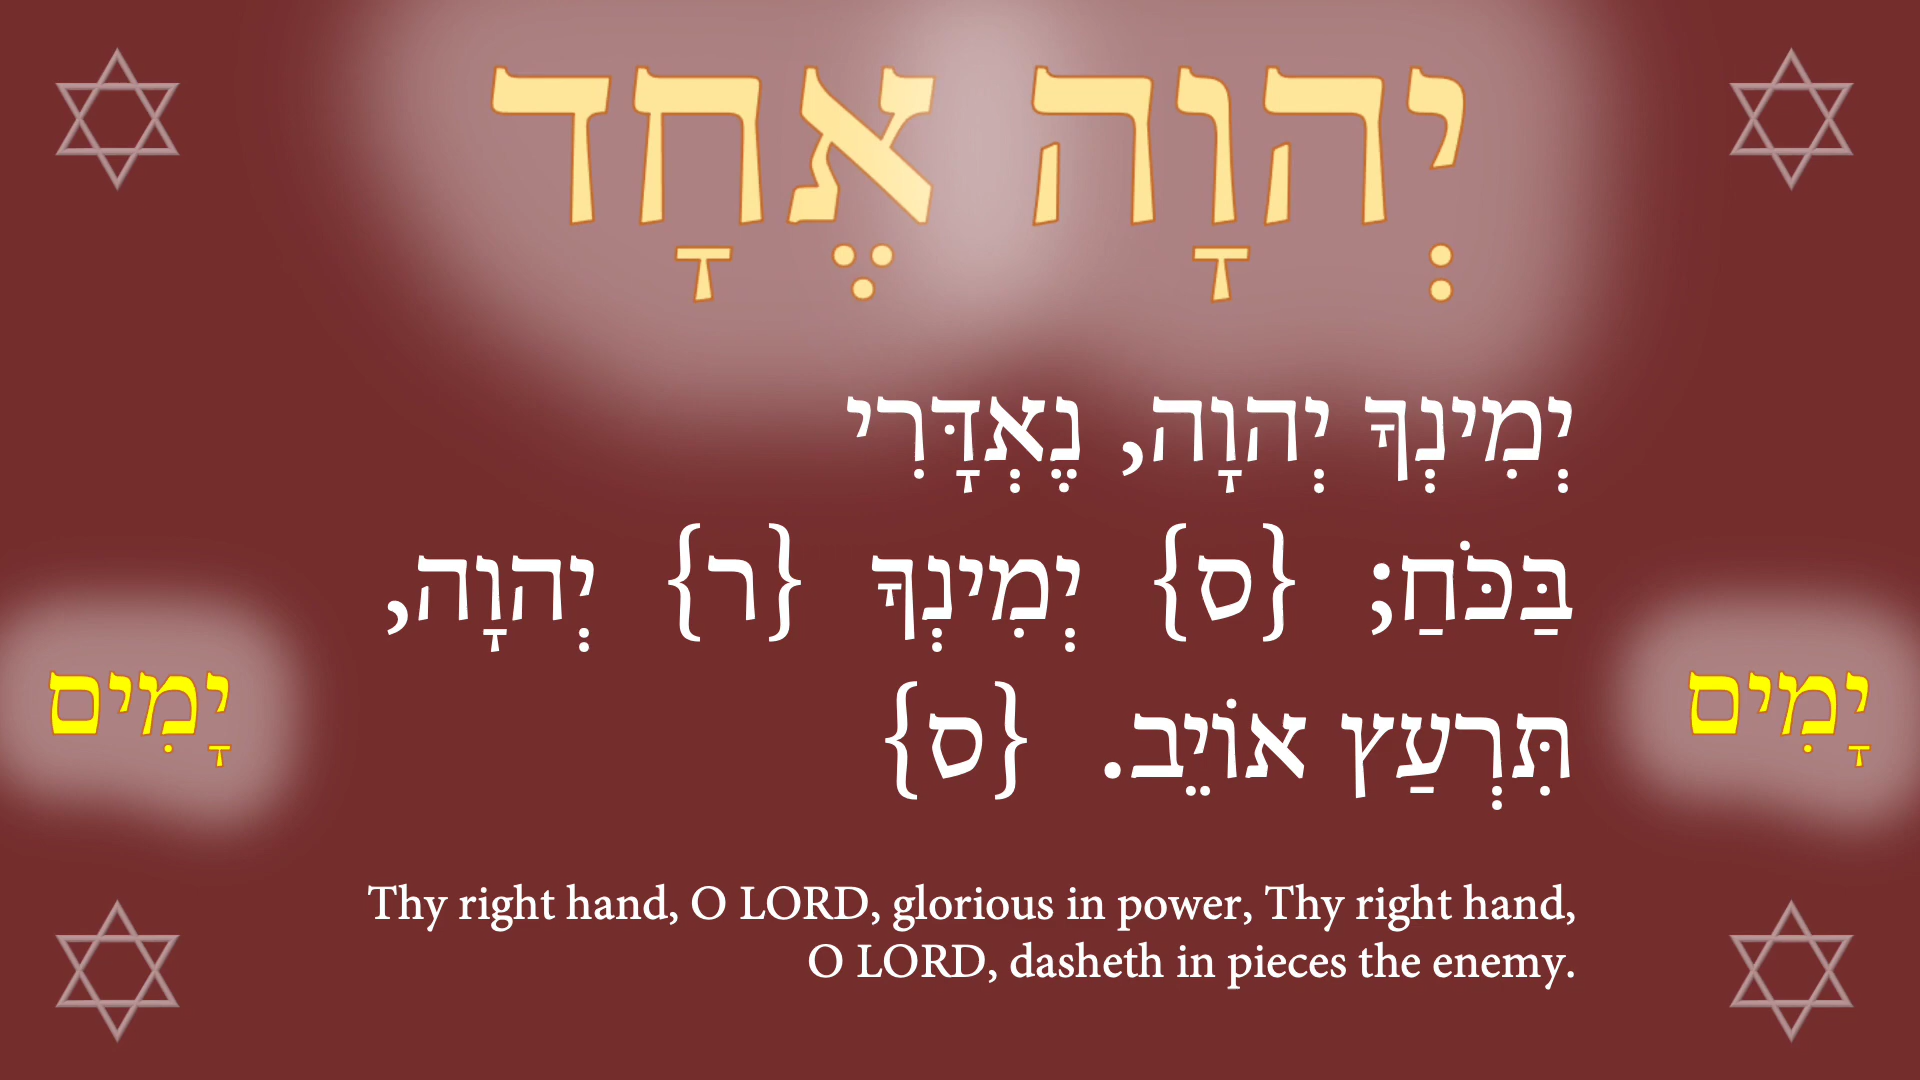 יְהוָה אֶחָד
יְמִינְךָ יְהוָה, נֶאְדָּרִי
בַּכֹּחַ; {ס} יְמִינְךָ {ר} יְהוָה,
תִּרְעַץ אוֹיֵב. {ס}
יָמִים
יָמִים
Thy right hand, O LORD, glorious in power, Thy right hand,
O LORD, dasheth in pieces the enemy.